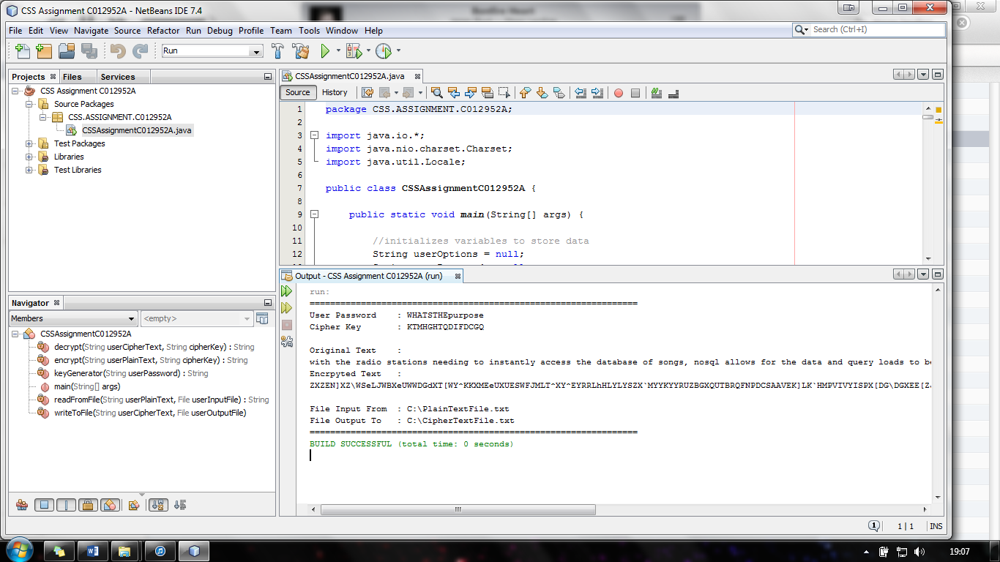 CSS Assignment C012952A - NetBeans IDE 7.4
File Edit View Navigate Source Refactor Run Debug Profile Team Tools Window Help
Search (Ctrl+I)
Run
Projects Files Services
CSS Assignment C012952A
Source Packages
CSS.ASSIGNMENT.C012952A
CSSAssignmentC012952A.java
Test Packages
Libraries
Test Libraries
Navigator
Members
<empty>
CSSAssignmentC012952A
decrypt(String userCipherText, String cipherKey) : String
encrypt(String userPlainText, String cipherKey) : String
keyGenerator(String userPassword) : String
main(String[] args)
readFromFile(String userPlainText, File userInputFile) : String
writeToFile(String userCipherText, File userOutputFile)
CSSAssignmentC012952A.java
Source History
1 package CSS.ASSIGNMENT.C012952A;
2
3 import java.io.*;
4 import java.nio.charset.Charset;
5 import java.util.Locale;
6
7 public class CSSAssignmentC012952A {
8
9 public static void main(String[] args) {
10
11 //initializes variables to store data
12 String userOptions = null;
Output - CSS Assignment C012952A (run)
run:
================================================================
User Password : WHATSTHEpurpose
Cipher Key : KTMHGHTQDIFDCGQ
Original Text :
with the radio stations needing to instantly access the database of songs, nosql allows for the data and query loads to be
Encrpyted Text :
ZXZEN]XZ\WSeLJWBXeUWWDGdXT[WY^KKXMEeUXUESWFJMLT^XY^EYRRLhHLYLYSZX`MYYKYYRUZBGXQUTBRQFNPDCSAAVEK]LK`HMPVIVYISPX[DG\DGXEE[Z
File Input From : C:\PlainTextFile.txt
File Output To : C:\CipherTextFile.txt
================================================================
BUILD SUCCESSFUL (total time: 0 seconds)
1
1 | 1 INS
19:07